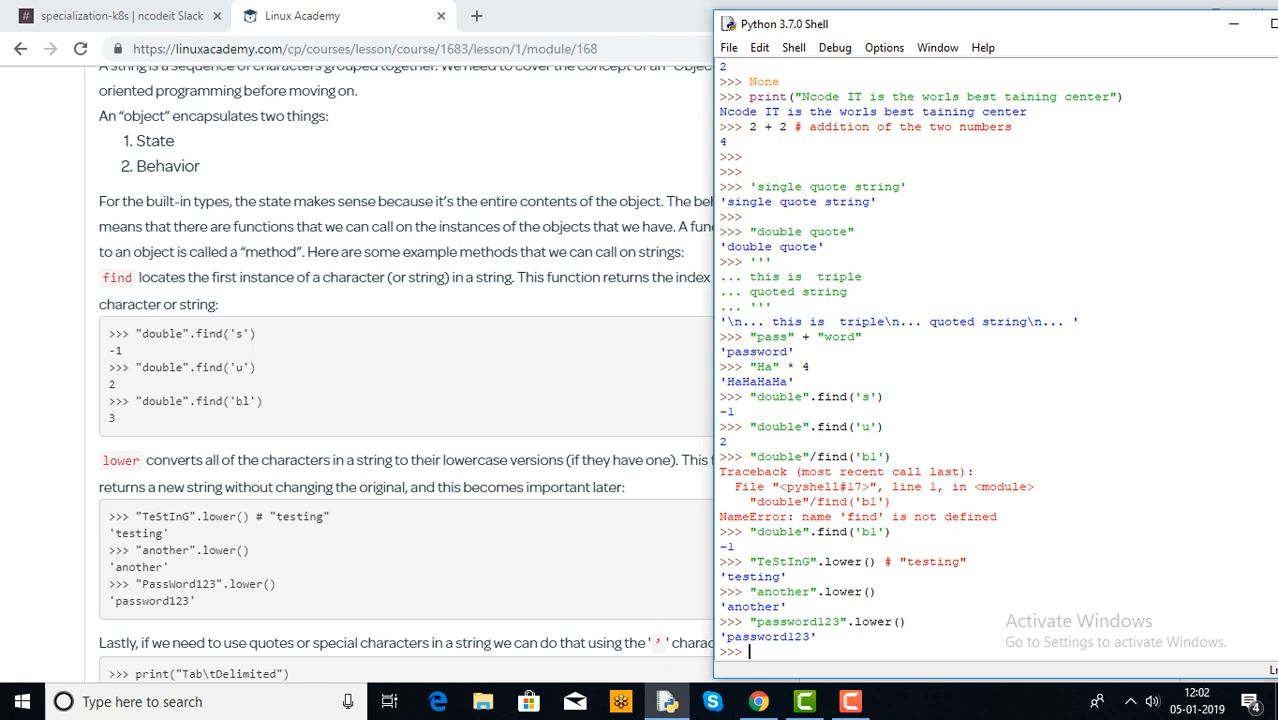 specialization-k8s | ncodeit Slack
Linux Academy
https://linuxacademy.com/cp/courses/lesson/course/1683/lesson/1/module/168
A string is a sequence of characters grouped together. We need to cover the concept of an "Objec
oriented programming before moving on.
An “object” encapsulates two things:
1. State
2. Behavior
For the built-in types, the state makes sense because it's the entire contents of the object. The beh
means that there are functions that we can call on the instances of the objects that we have. A func
to an object is called a “method”. Here are some example methods that we can call on strings:
find locates the first instance of a character (or string) in a string. This function returns the index
character or string:
>>> "double".find('s')
-1
>>> "double".find('u')
2
>>> "double".find('bl')
3
lower converts all of the characters in a string to their lowercase versions (if they have one). This f
returns a new string without changing the original, and this becomes important later:
>>> "TeStInG".lower() # "testing"
'testing'
>>> "another".lower()
'another'
>>> "PassWord123".lower()
'password123'
Lastly, if we need to use quotes or special characters in a string we can do that using the '’' charac
>>> print("Tab\tDelimited")
Python 3.7.0 Shell
File Edit Shell Debug Options Window Help
2
>>> None
>>> print("Ncode IT is the worls best taining center")
Ncode IT is the worls best taining center
>>> 2 + 2 # addition of the two numbers
4
>>>
>>>
>>> 'single quote string'
'single quote string'
>>>
>>> "double quote"
'double quote'
>>> '''
... this is  triple
... quoted string
... '''
'\n... this is  triple\n... quoted string\n... '
>>> "pass" + "word"
'password'
>>> "Ha" * 4
'HaHaHaHa'
>>> "double".find('s')
-1
>>> "double".find('u')
2
>>> "double"/find('b1')
Traceback (most recent call last):
File "<pyshell#17>", line 1, in <module>
"double"/find('b1')
NameError: name 'find' is not defined
>>> "double".find('b1')
-1
>>> "TeStInG".lower() # "testing"
'testing'
>>> "another".lower()
'another'
>>> "password123".lower()
'password123'
>>>
Activate Windows
Go to Settings to activate Windows.
Ln
Type here to search
12:02
05-01-2019
4